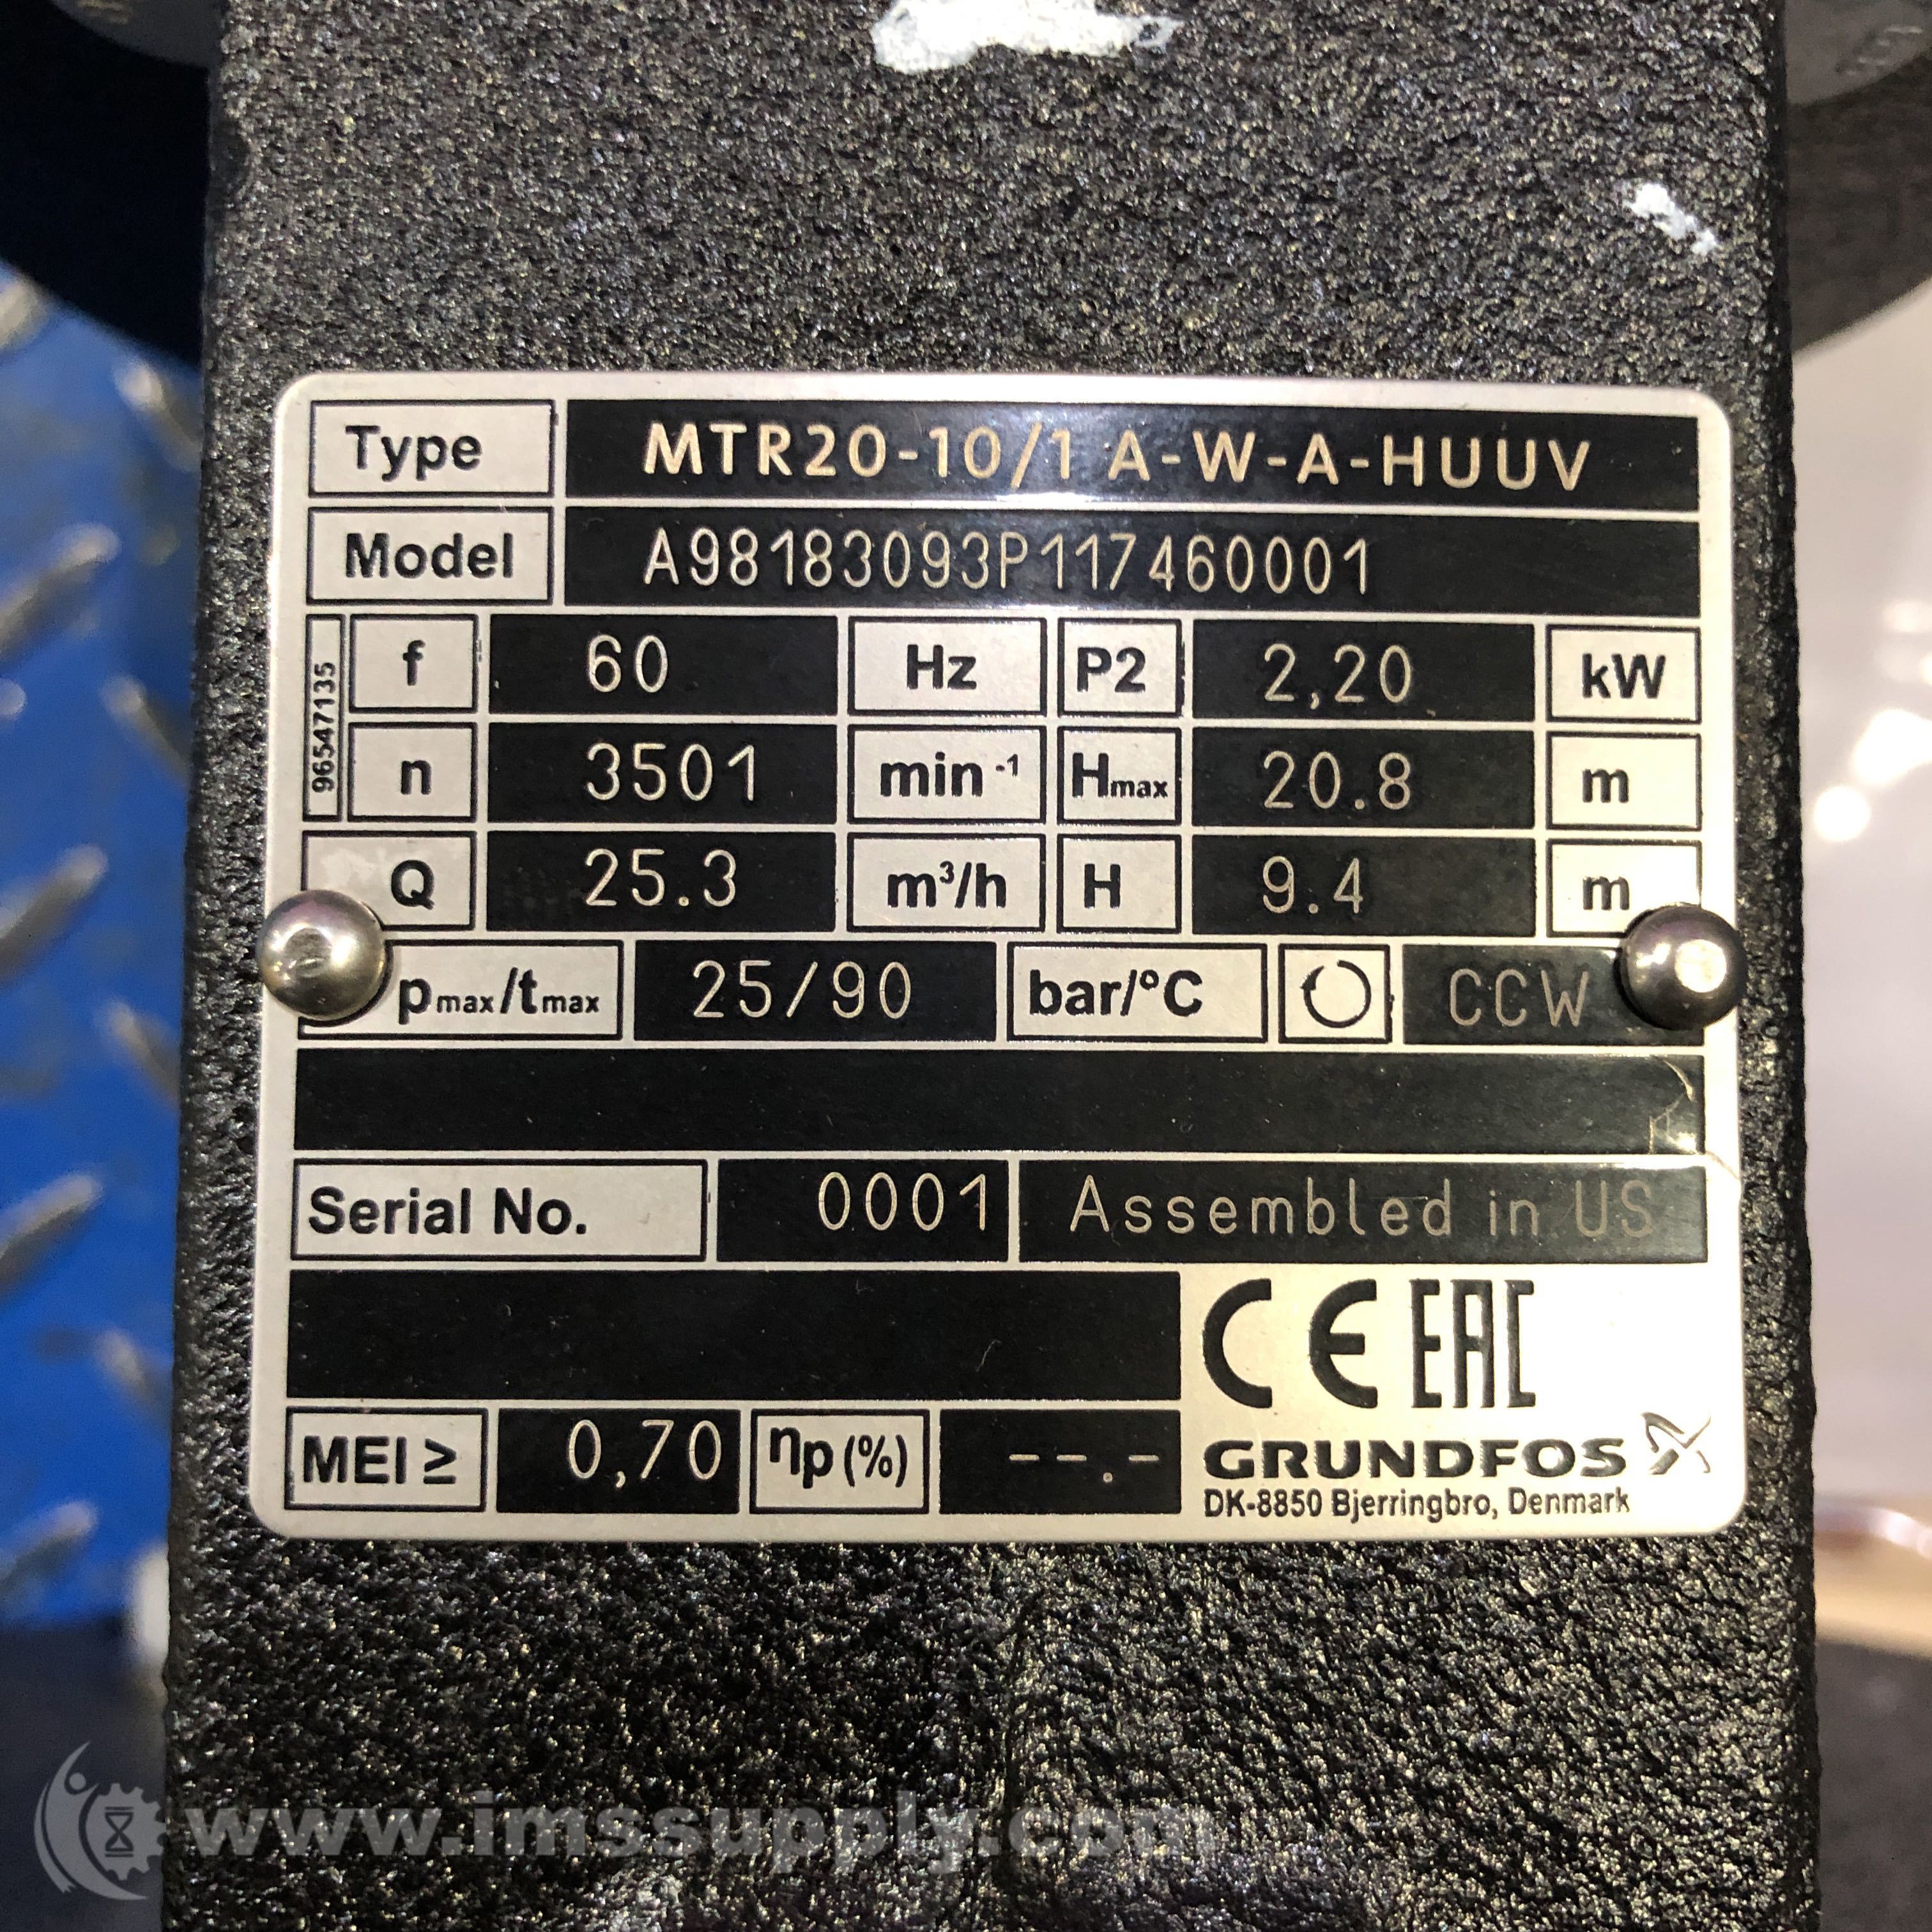 Type MTR20-10/1 A-W-A-HUUV
Model A98183093P117460001
96547135
f 60 Hz P2 2,20 kW
n 3501 min⁻¹ Hmax 20.8 m
Q 25.3 m³/h H 9.4 m
pmax/tmax 25/90 bar/°C CCW
Serial No. 0001 Assembled in US
CE EAC
MEI ≥ 0,70 ηp (%) --.-
GRUNDFOS
DK-8850 Bjerringbro, Denmark
www.imssupply.com